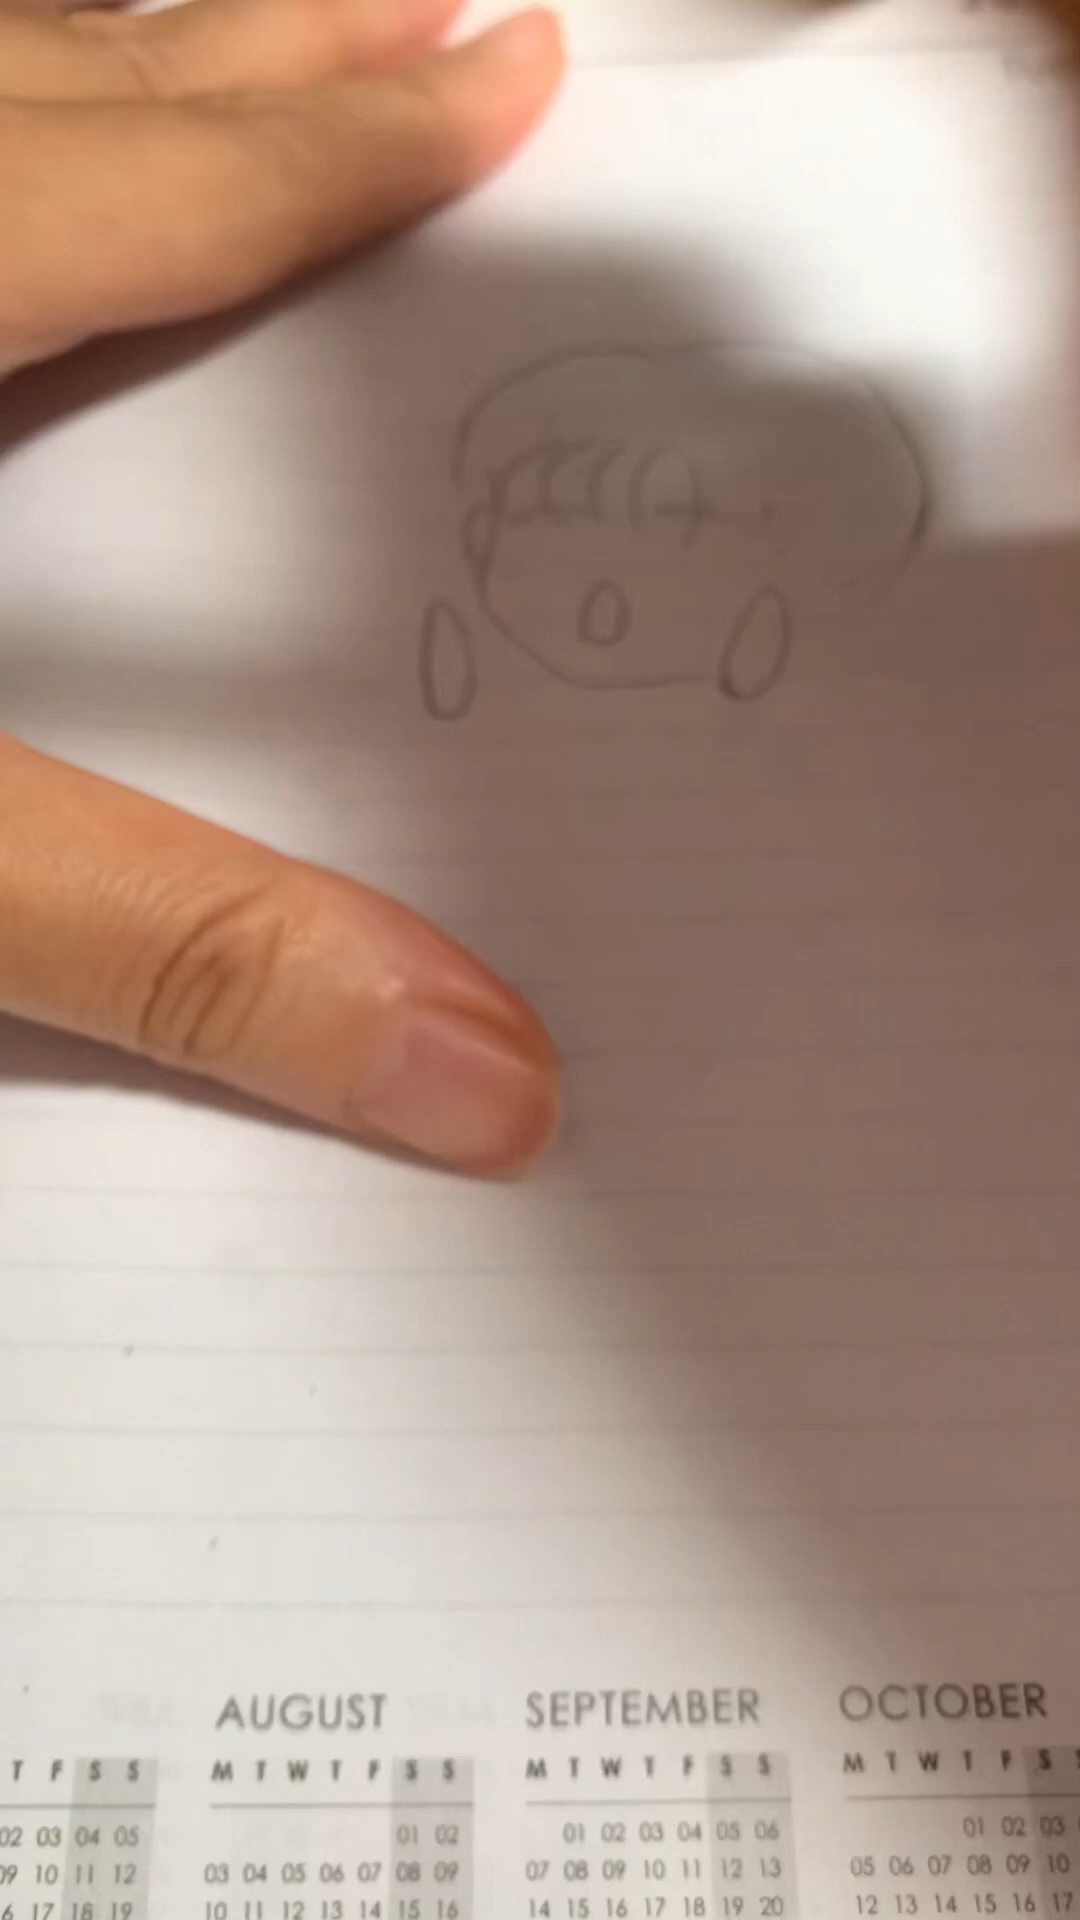 AUGUST SEPTEMBER OCTOBER
T F S S M T W T F S S M T W T F S S M T W T F S
02 03 04 05 01 02 01 02 03 04 05 06 01 02 03
09 10 11 12 03 04 05 06 07 08 09 07 08 09 10 11 12 13 05 06 07 08 09 10
17 18 19 10 11 12 13 14 15 16 14 15 16 17 18 19 20 12 13 14 15 16 17